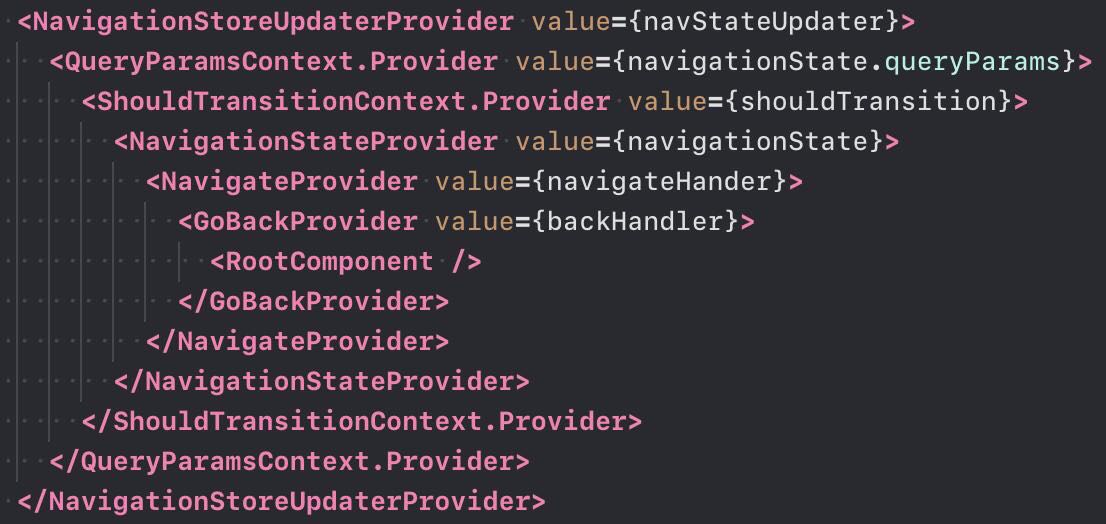 <NavigationStoreUpdaterProvider value={navStateUpdater}>
<QueryParamsContext.Provider value={navigationState.queryParams}>
<ShouldTransitionContext.Provider value={shouldTransition}>
<NavigationStateProvider value={navigationState}>
<NavigateProvider value={navigateHander}>
<GoBackProvider value={backHandler}>
<RootComponent />
</GoBackProvider>
</NavigateProvider>
</NavigationStateProvider>
</ShouldTransitionContext.Provider>
</QueryParamsContext.Provider>
</NavigationStoreUpdaterProvider>